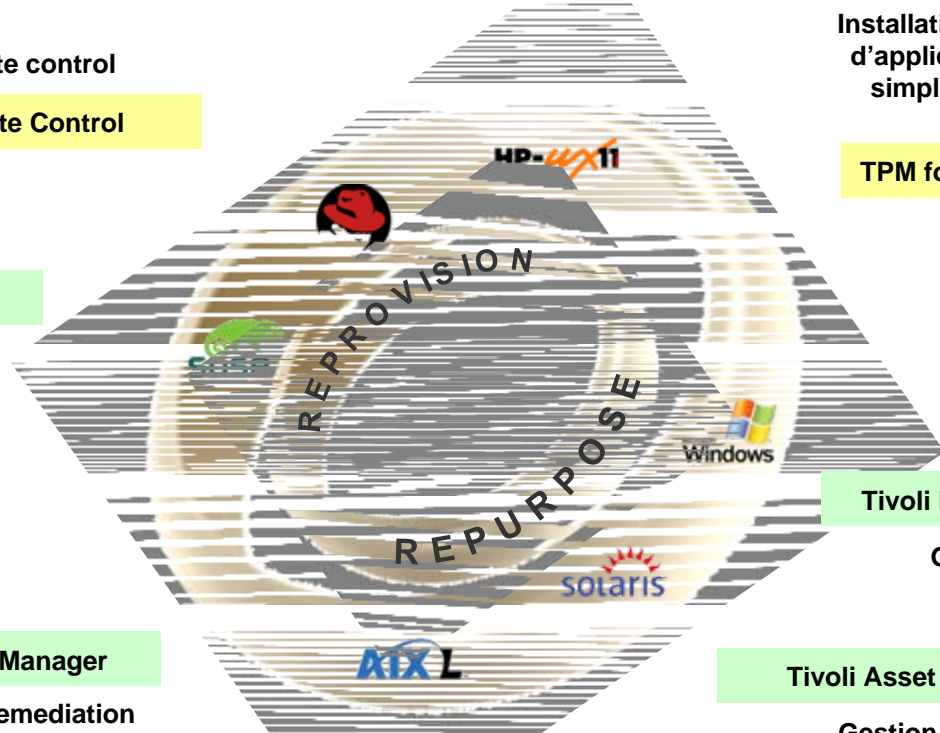 te control
te Control
Installati
d'applic
simpl
TPM fo
HP-UX11
REPROVISION
REPURPOSE
Windows
Tivoli
solaris
Manager
emediation
AIX L
Tivoli Asset
Gestion